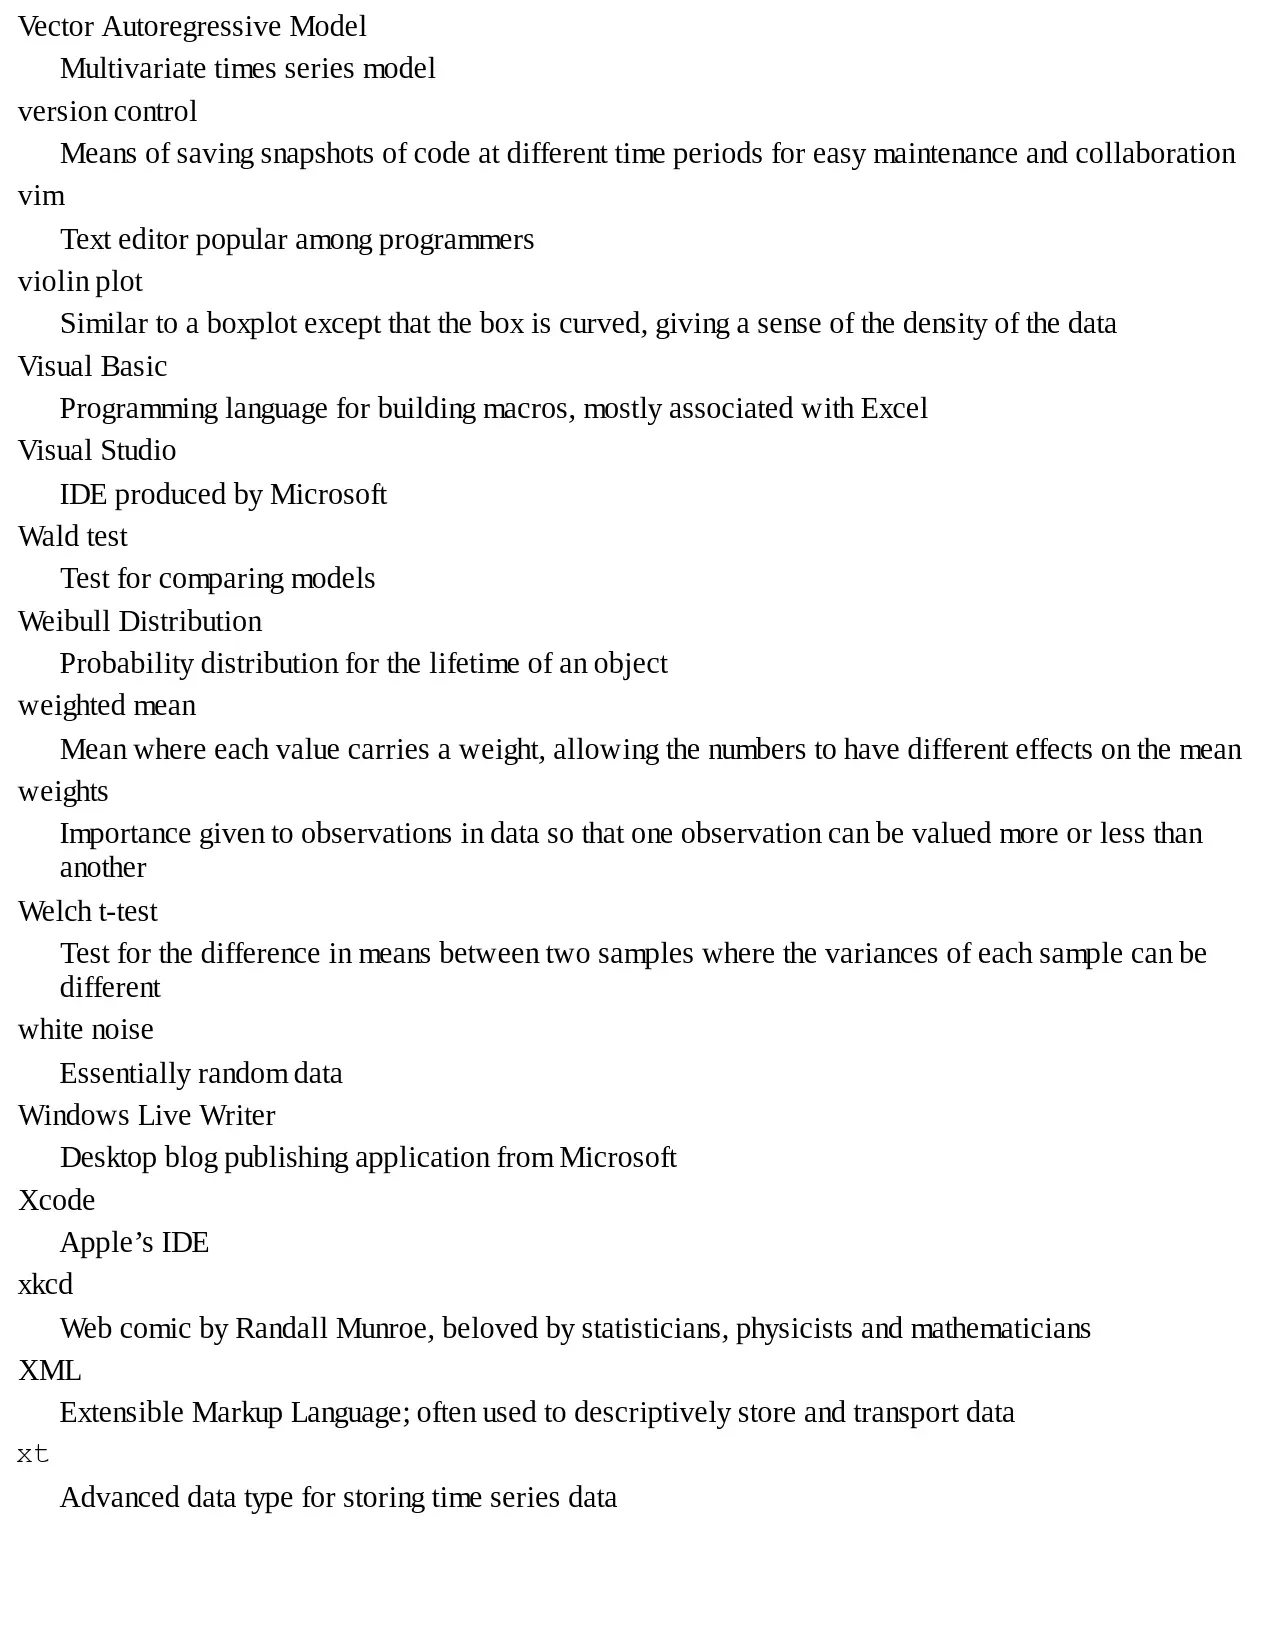 Vector Autoregressive Model
Multivariate times series model
version control
Means of saving snapshots of code at different time periods for easy maintenance and collaboration
vim
Text editor popular among programmers
violin plot
Similar to a boxplot except that the box is curved, giving a sense of the density of the data
Visual Basic
Programming language for building macros, mostly associated with Excel
Visual Studio
IDE produced by Microsoft
Wald test
Test for comparing models
Weibull Distribution
Probability distribution for the lifetime of an object
weighted mean
Mean where each value carries a weight, allowing the numbers to have different effects on the mean
weights
Importance given to observations in data so that one observation can be valued more or less than
another
Welch t-test
Test for the difference in means between two samples where the variances of each sample can be
different
white noise
Essentially random data
Windows Live Writer
Desktop blog publishing application from Microsoft
Xcode
Apple’s IDE
xkcd
Web comic by Randall Munroe, beloved by statisticians, physicists and mathematicians
XML
Extensible Markup Language; often used to descriptively store and transport data
xt
Advanced data type for storing time series data